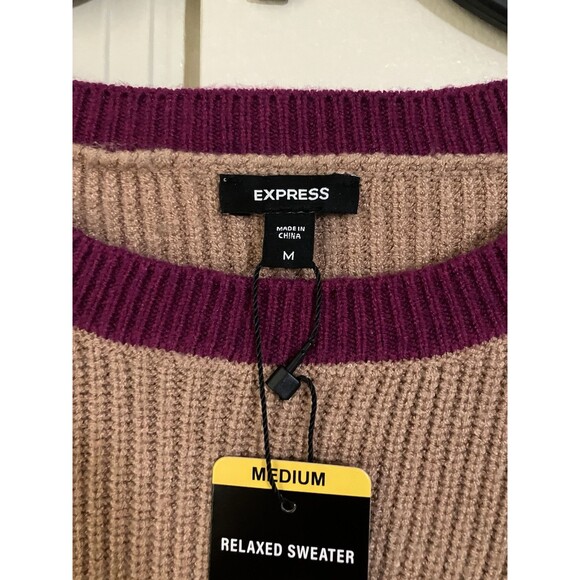 EXPRESS
MADE IN
CHINA
M
MEDIUM
RELAXED SWEATER